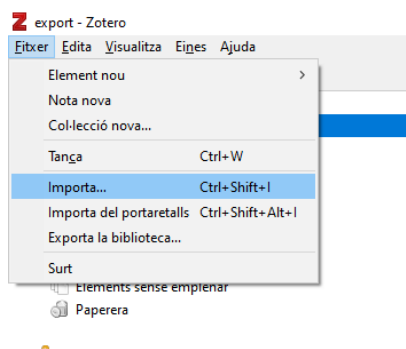 export - Zotero
Fitxer Edita Visualitza Eines Ajuda
Element nou
Nota nova
Col·lecció nova...
Tanca Ctrl+W
Importa... Ctrl+Shift+I
Importa del portaretalls Ctrl+Shift+Alt+I
Exporta la biblioteca...
Surt
Elements sense emplenar
Paperera